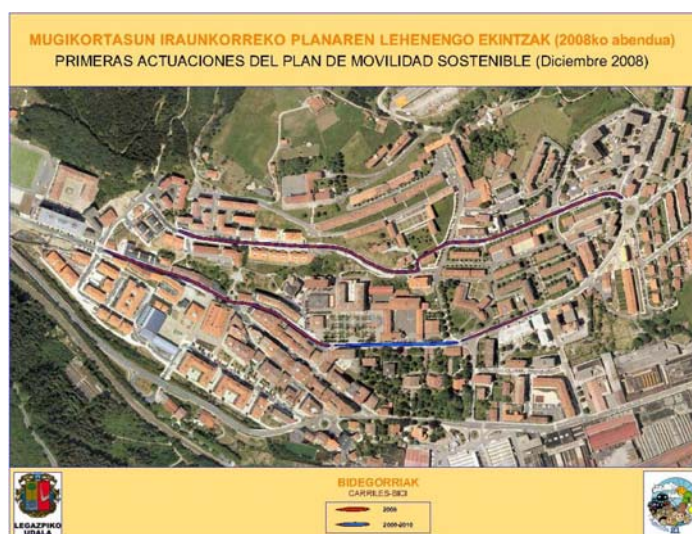 MUGIKORTASUN IRAUNKORREKO PLANAREN LEHENENGO EKINTZAK (2008ko abendua)
PRIMERAS ACTUACIONES DEL PLAN DE MOVILIDAD SOSTENIBLE (Diciembre 2008)
BIDEGORRIAK
CARRILES-BICI
2009-2010
LEGAZPIKO
UDALA